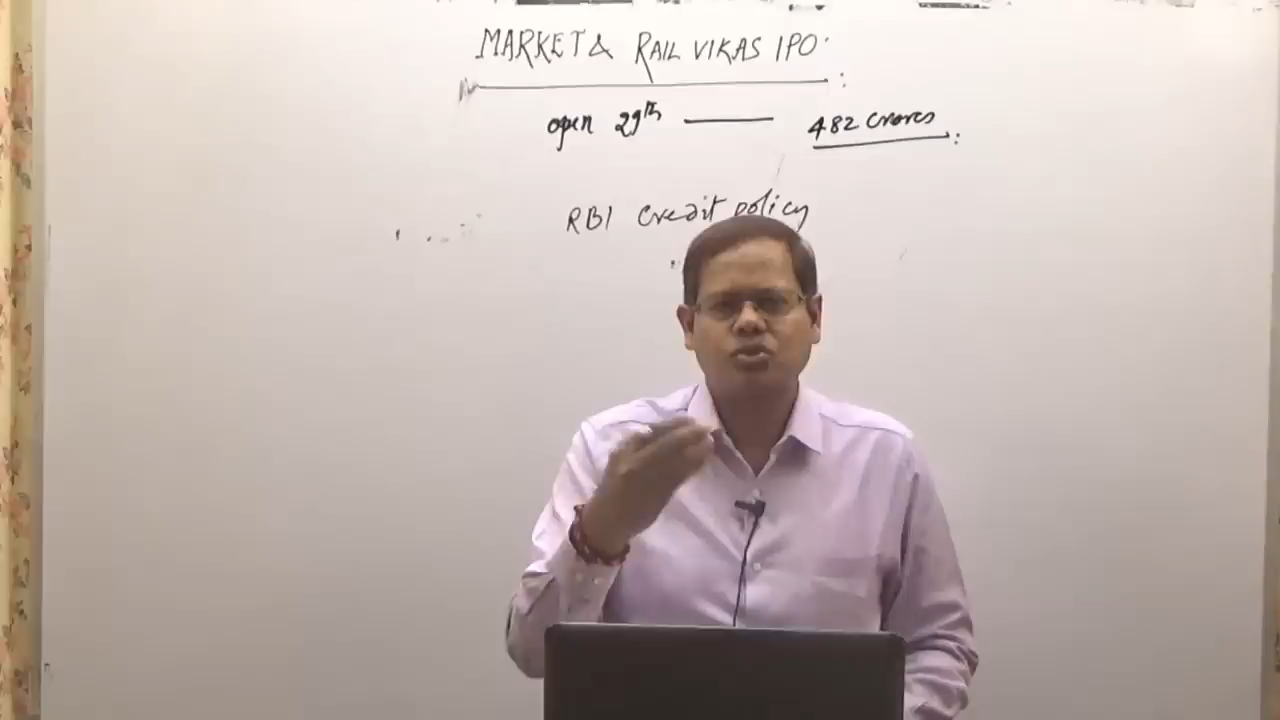 MARKET & RAIL VIKAS IPO
open 29th — 482 crores
RBI Credit policy